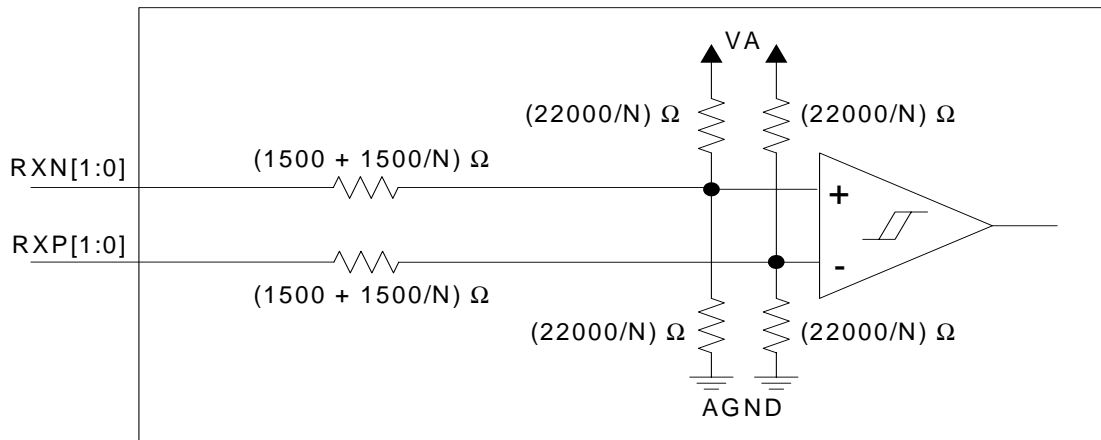 VA
(22000/N) Ω
(22000/N) Ω
(1500 + 1500/N) Ω
RXN[1:0]
+
RXP[1:0]
-
(1500 + 1500/N) Ω
(22000/N) Ω
(22000/N) Ω
AGND